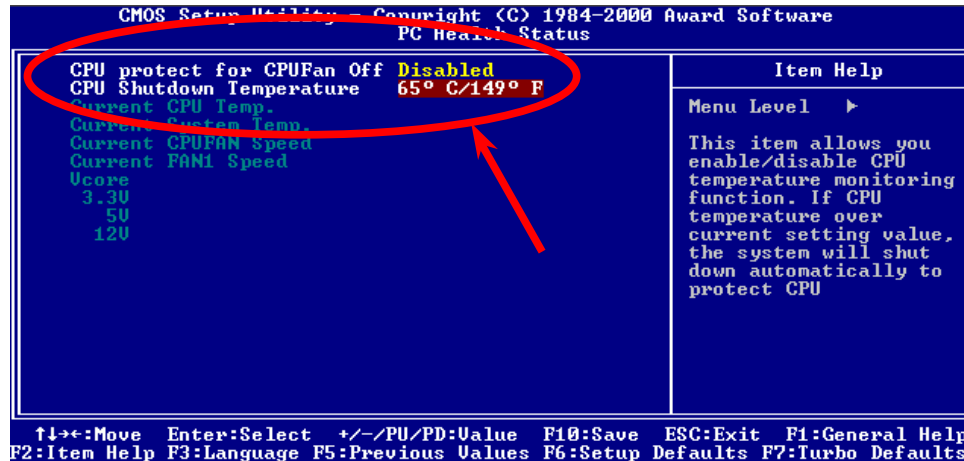 CMOS Setup Utility - Copyright (C) 1984-2000 Award Software
PC Health Status
CPU protect for CPUFan Off Disabled
CPU Shutdown Temperature 65° C/149° F
Current CPU Temp.
Current System Temp.
Current CPUFAN Speed
Current FAN1 Speed
Vcore
3.3V
5V
12V
Item Help
Menu Level ▶
This item allows you
enable/disable CPU
temperature monitoring
function. If CPU
temperature over
current setting value,
the system will shut
down automatically to
protect CPU
↑↓→←:Move Enter:Select +/-/PU/PD:Value F10:Save ESC:Exit F1:General Help
F2:Item Help F3:Language F5:Previous Values F6:Setup Defaults F7:Turbo Defaults